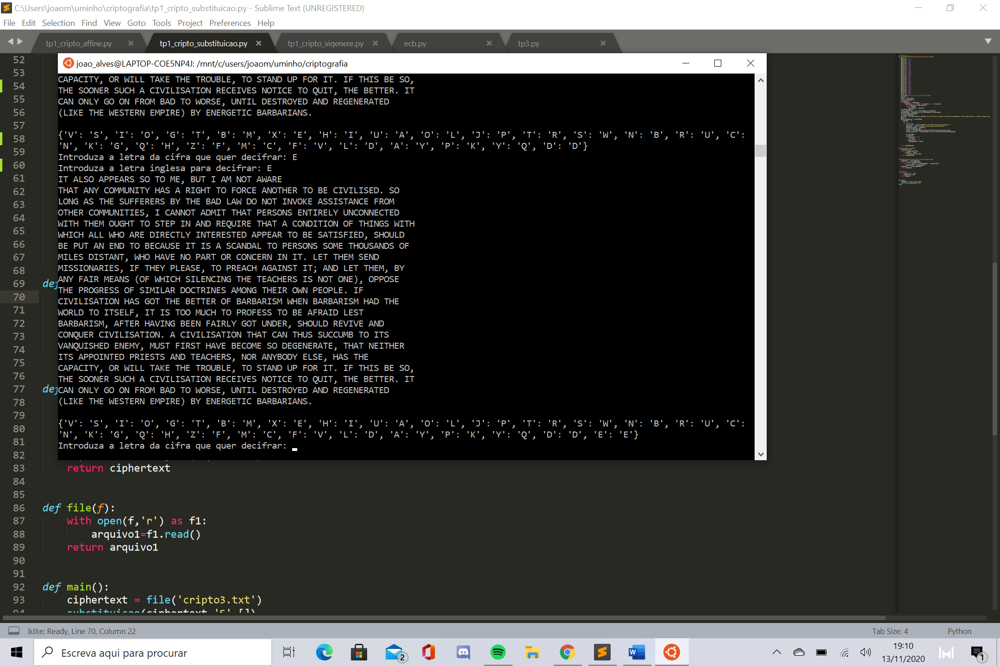 C:\Users\joaom\uminho\criptografia\tp1_cripto_substituicao.py - Sublime Text (UNREGISTERED)
File Edit Selection Find View Goto Tools Project Preferences Help
tp1_cripto_affine.py tp1_cripto_substituicao.py tp1_cripto_vigenere.py ecb.py tp3.py
joao_alves@LAPTOP-COE5NP4J: /mnt/c/users/joaom/uminho/criptografia
CAPACITY, OR WILL TAKE THE TROUBLE, TO STAND UP FOR IT. IF THIS BE SO,
THE SOONER SUCH A CIVILISATION RECEIVES NOTICE TO QUIT, THE BETTER. IT
CAN ONLY GO ON FROM BAD TO WORSE, UNTIL DESTROYED AND REGENERATED
(LIKE THE WESTERN EMPIRE) BY ENERGETIC BARBARIANS.
{'V': 'S', 'I': 'O', 'G': 'T', 'B': 'M', 'X': 'E', 'H': 'I', 'U': 'A', 'O': 'L', 'J': 'P', 'T': 'R', 'S': 'W', 'N': 'B', 'R': 'U', 'C':
'N', 'K': 'G', 'Q': 'H', 'Z': 'F', 'M': 'C', 'F': 'V', 'L': 'D', 'A': 'Y', 'P': 'K', 'Y': 'Q', 'D': 'D'}
Introduza a letra da cifra que quer decifrar: E
Introduza a letra inglesa para decifrar: E
IT ALSO APPEARS SO TO ME, BUT I AM NOT AWARE
THAT ANY COMMUNITY HAS A RIGHT TO FORCE ANOTHER TO BE CIVILISED. SO
LONG AS THE SUFFERERS BY THE BAD LAW DO NOT INVOKE ASSISTANCE FROM
OTHER COMMUNITIES, I CANNOT ADMIT THAT PERSONS ENTIRELY UNCONNECTED
WITH THEM OUGHT TO STEP IN AND REQUIRE THAT A CONDITION OF THINGS WITH
WHICH ALL WHO ARE DIRECTLY INTERESTED APPEAR TO BE SATISFIED, SHOULD
BE PUT AN END TO BECAUSE IT IS A SCANDAL TO PERSONS SOME THOUSANDS OF
MILES DISTANT, WHO HAVE NO PART OR CONCERN IN IT. LET THEM SEND
MISSIONARIES, IF THEY PLEASE, TO PREACH AGAINST IT; AND LET THEM, BY
ANY FAIR MEANS (OF WHICH SILENCING THE TEACHERS IS NOT ONE), OPPOSE
THE PROGRESS OF SIMILAR DOCTRINES AMONG THEIR OWN PEOPLE. IF
CIVILISATION HAS GOT THE BETTER OF BARBARISM WHEN BARBARISM HAD THE
WORLD TO ITSELF, IT IS TOO MUCH TO PROFESS TO BE AFRAID LEST
BARBARISM, AFTER HAVING BEEN FAIRLY GOT UNDER, SHOULD REVIVE AND
CONQUER CIVILISATION. A CIVILISATION THAT CAN THUS SUCCUMB TO ITS
VANQUISHED ENEMY, MUST FIRST HAVE BECOME SO DEGENERATE, THAT NEITHER
ITS APPOINTED PRIESTS AND TEACHERS, NOR ANYBODY ELSE, HAS THE
CAPACITY, OR WILL TAKE THE TROUBLE, TO STAND UP FOR IT. IF THIS BE SO,
THE SOONER SUCH A CIVILISATION RECEIVES NOTICE TO QUIT, THE BETTER. IT
CAN ONLY GO ON FROM BAD TO WORSE, UNTIL DESTROYED AND REGENERATED
(LIKE THE WESTERN EMPIRE) BY ENERGETIC BARBARIANS.
{'V': 'S', 'I': 'O', 'G': 'T', 'B': 'M', 'X': 'E', 'H': 'I', 'U': 'A', 'O': 'L', 'J': 'P', 'T': 'R', 'S': 'W', 'N': 'B', 'R': 'U', 'C':
'N', 'K': 'G', 'Q': 'H', 'Z': 'F', 'M': 'C', 'F': 'V', 'L': 'D', 'A': 'Y', 'P': 'K', 'Y': 'Q', 'D': 'D', 'E': 'E'}
Introduza a letra da cifra que quer decifrar:
52
53
54
55
56
57
58
59
60
61
62
63
64
65
66
67
68
69 def
70
71
72
73
74
75
76
77 def
78
79
80
81
82
83 return ciphertext
84
85
86 def file(f):
87 with open(f,'r') as f1:
88 arquivo1=f1.read()
89 return arquivo1
90
91
92 def main():
93 ciphertext = file('cripto3.txt')
94 substituicao(ciphertext,'S',[])
kite: Ready, Line 70, Column 22 Tab Size: 4 Python
Escreva aqui para procurar
2
19:10
13/11/2020
1